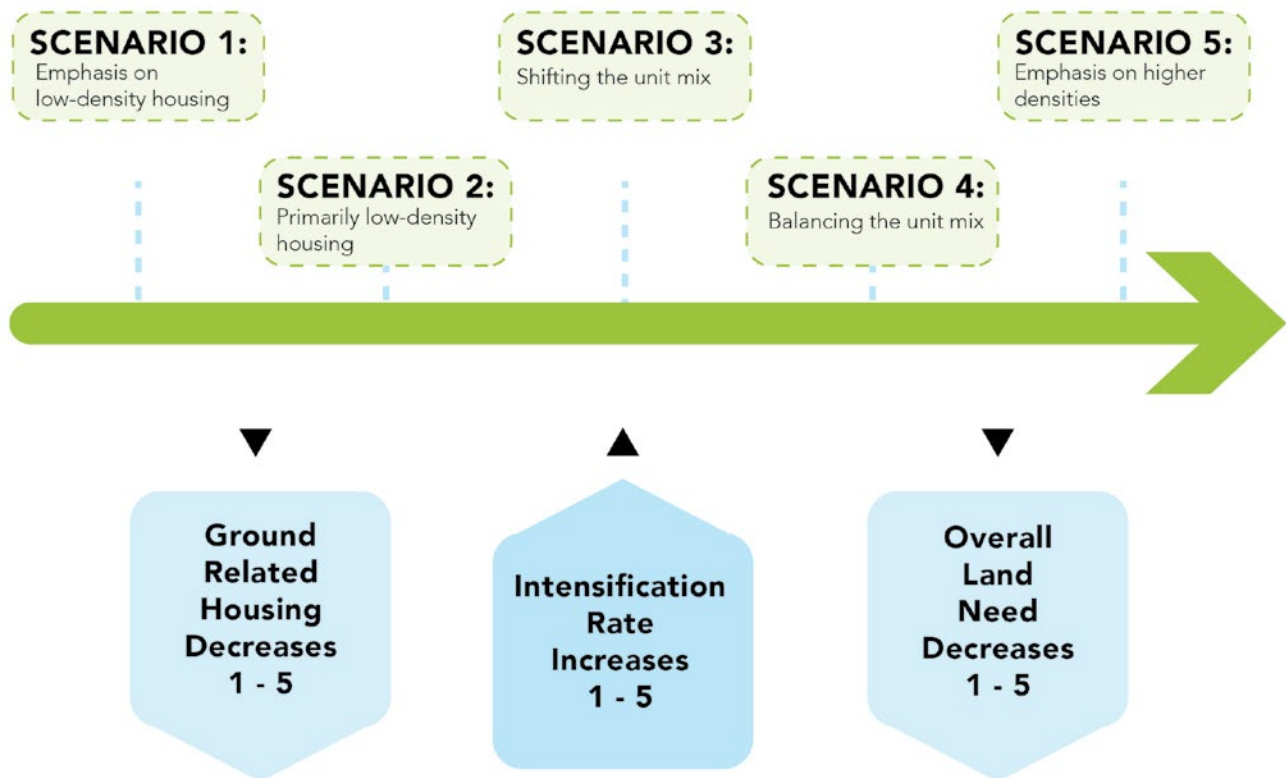 SCENARIO 1:
Emphasis on
low-density housing
SCENARIO 2:
Primarily low-density
housing
SCENARIO 3:
Shifting the unit mix
SCENARIO 4:
Balancing the unit mix
SCENARIO 5:
Emphasis on higher
densities
Ground
Related
Housing
Decreases
1 - 5
Intensification
Rate
Increases
1 - 5
Overall
Land
Need
Decreases
1 - 5